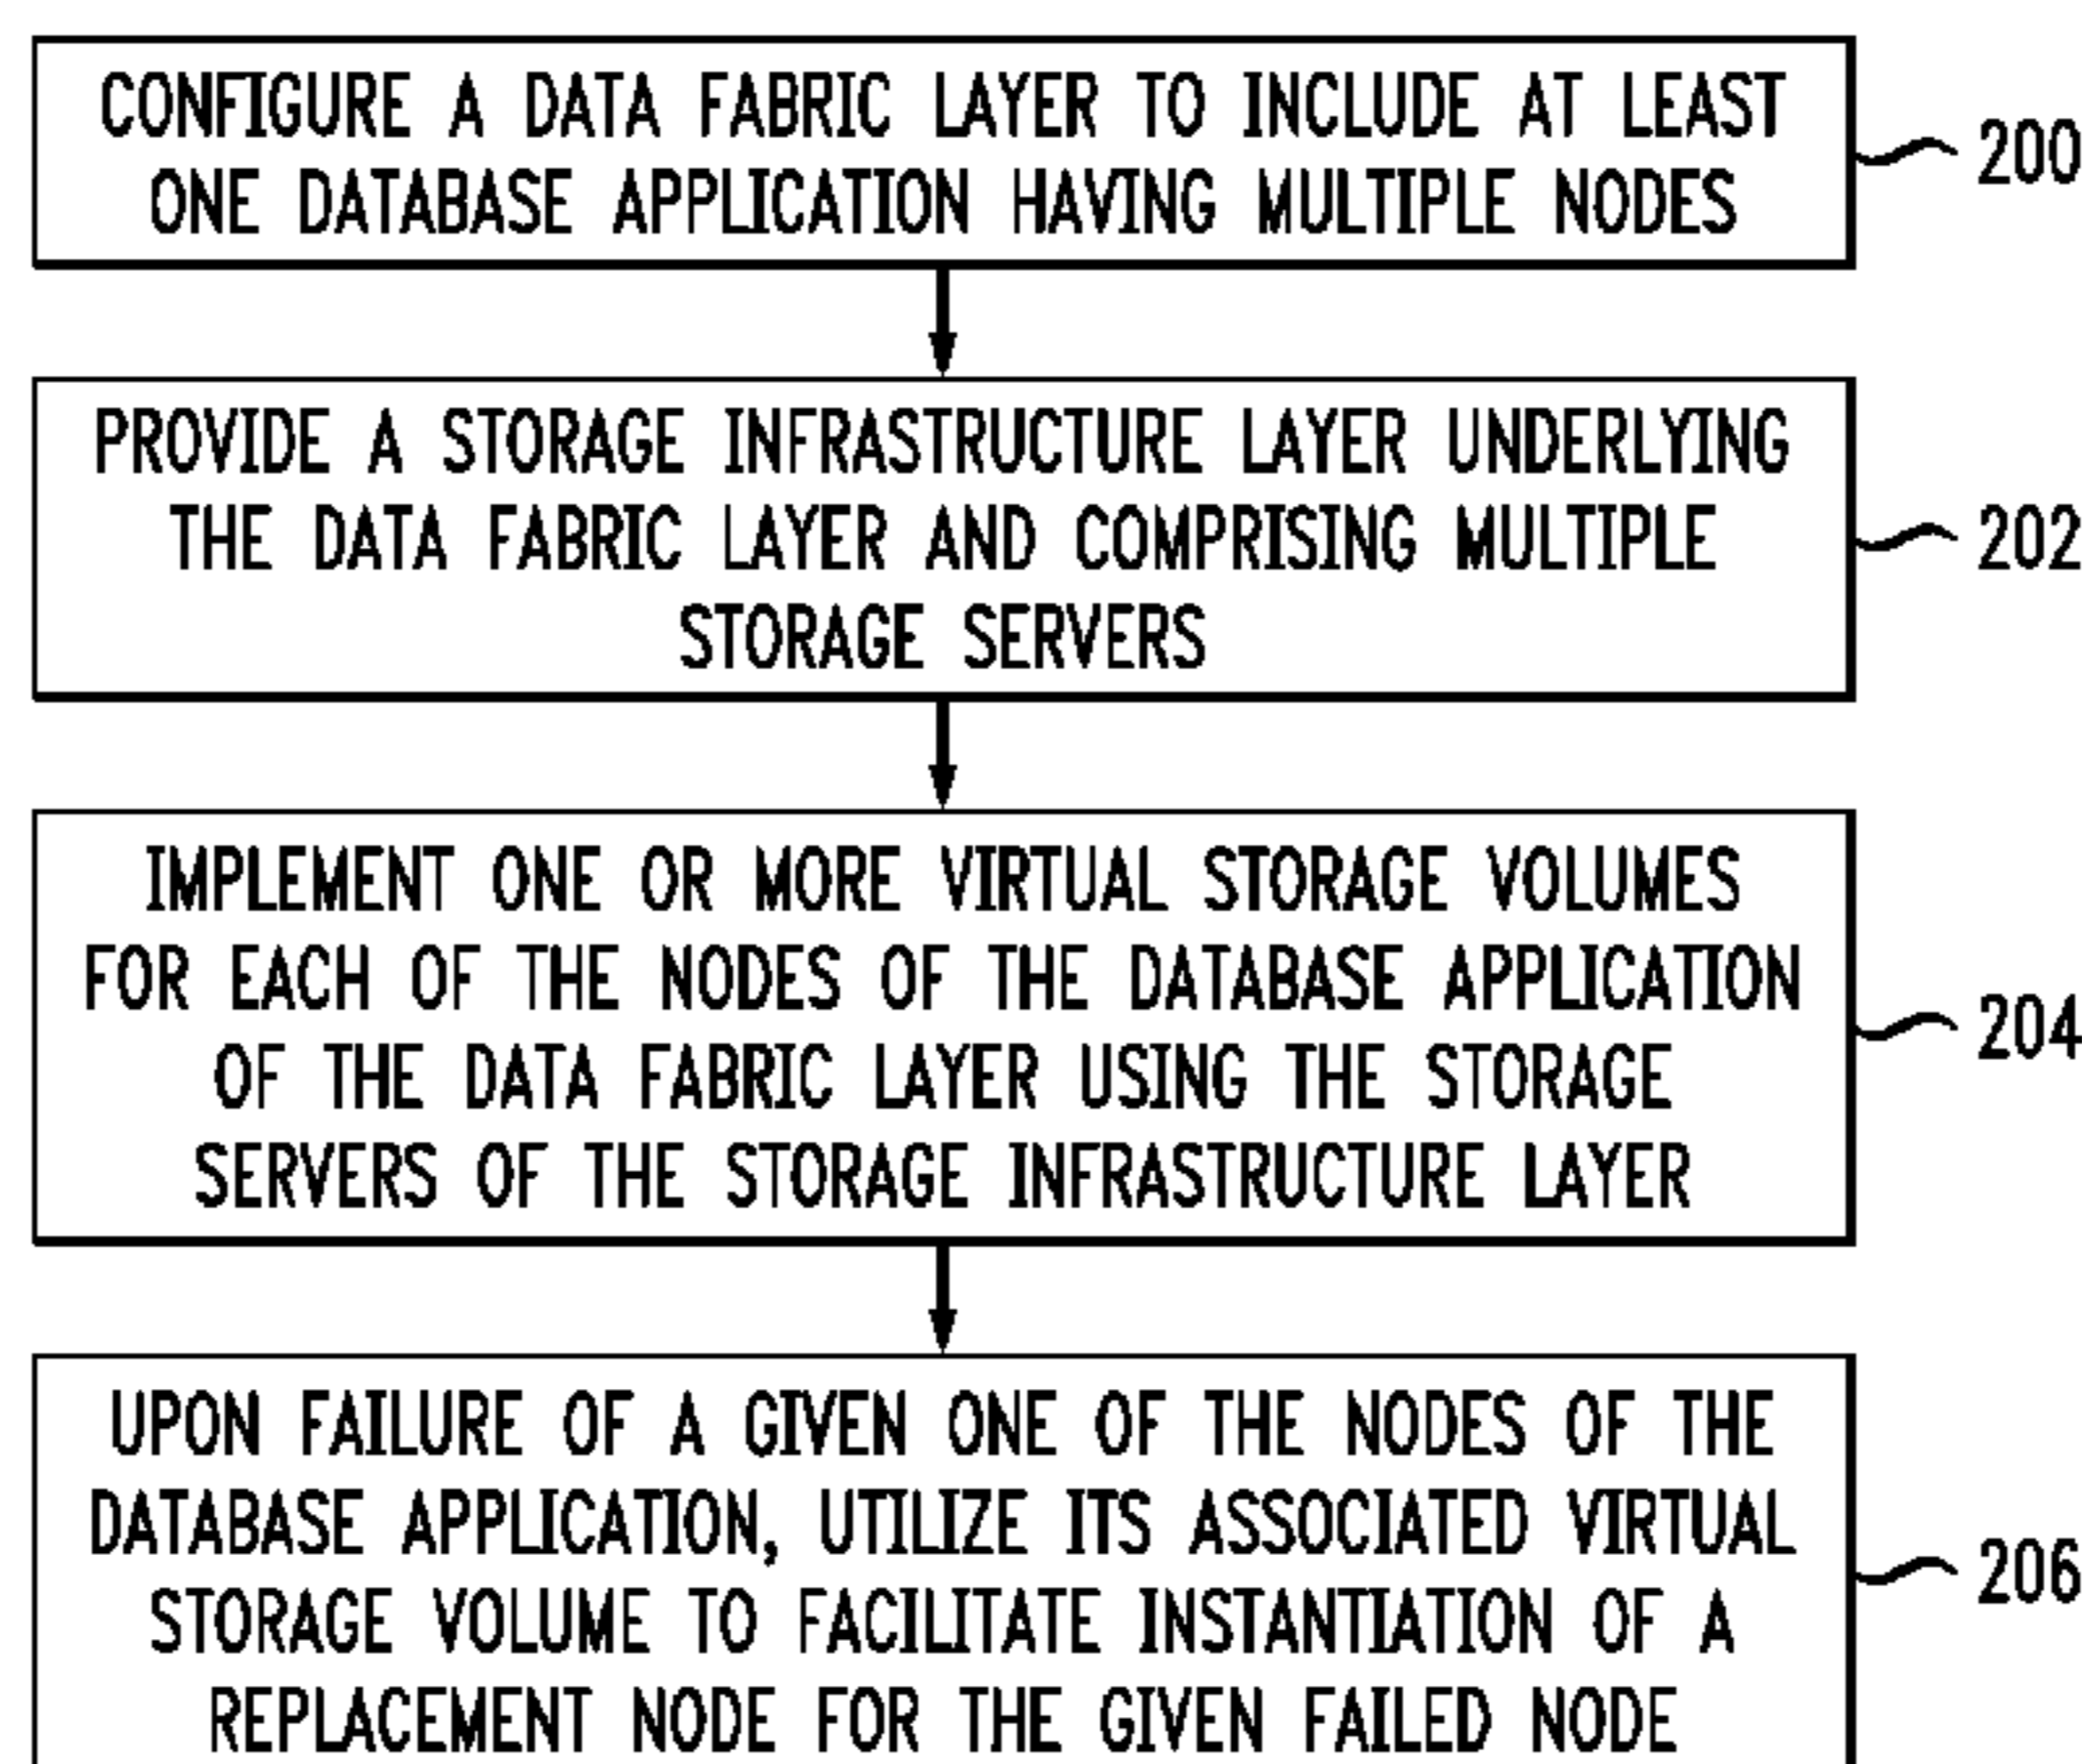 CONFIGURE A DATA FABRIC LAYER TO INCLUDE AT LEAST
ONE DATABASE APPLICATION HAVING MULTIPLE NODES
200
PROVIDE A STORAGE INFRASTRUCTURE LAYER UNDERLYING
THE DATA FABRIC LAYER AND COMPRISING MULTIPLE
STORAGE SERVERS
202
IMPLEMENT ONE OR MORE VIRTUAL STORAGE VOLUMES
FOR EACH OF THE NODES OF THE DATABASE APPLICATION
OF THE DATA FABRIC LAYER USING THE STORAGE
SERVERS OF THE STORAGE INFRASTRUCTURE LAYER
204
UPON FAILURE OF A GIVEN ONE OF THE NODES OF THE
DATABASE APPLICATION, UTILIZE ITS ASSOCIATED VIRTUAL
STORAGE VOLUME TO FACILITATE INSTANTIATION OF A
REPLACEMENT NODE FOR THE GIVEN FAILED NODE
206